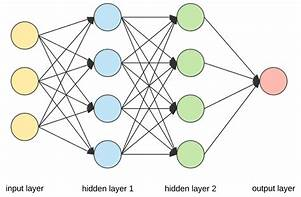 input layer
hidden layer 1
hidden layer 2
output layer